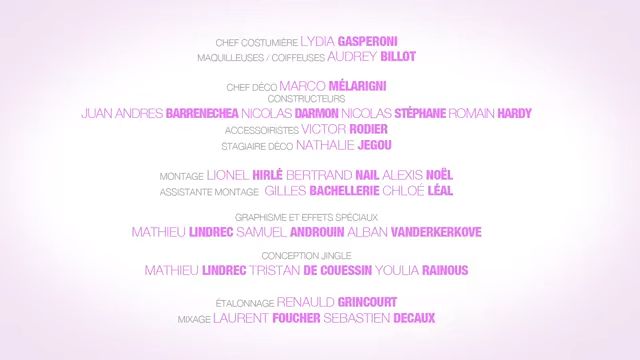 CHEF COSTUMIÈRE LYDIA GASPERONI
MAQUILLEUSES / COIFFEUSES AUDREY BILLOT
CHEF DÉCO MARCO MÉLARIGNI
CONSTRUCTEURS
JUAN ANDRES BARRENECHEA NICOLAS DARMON NICOLAS STÉPHANE ROMAIN HARDY
ACCESSOIRISTES VICTOR RODIER
STAGIAIRE DÉCO NATHALIE JEGOU
MONTAGE LIONEL HIRLÉ BERTRAND NAIL ALEXIS NOËL
ASSISTANTE MONTAGE GILLES BACHELLERIE CHLOÉ LÉAL
GRAPHISME ET EFFETS SPÉCIAUX
MATHIEU LINDREC SAMUEL ANDROUIN ALBAN VANDERKERKOVE
CONCEPTION JINGLE
MATHIEU LINDREC TRISTAN DE COUESSIN YOULIA RAINOUS
ÉTALONNAGE RENAULD GRINCOURT
MIXAGE LAURENT FOUCHER SEBASTIEN DECAUX